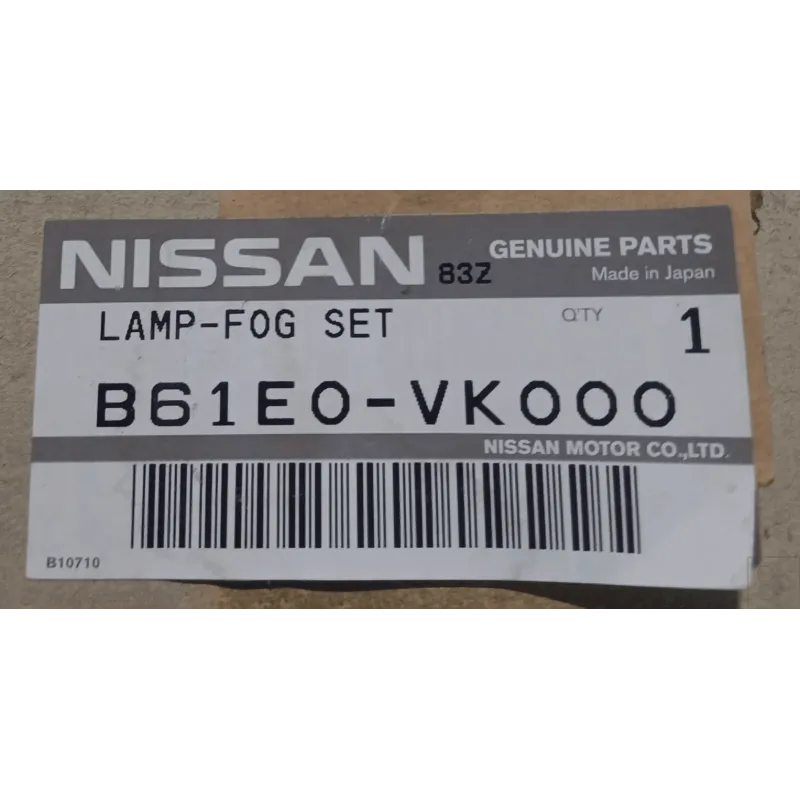 NISSAN 83Z GENUINE PARTS
Made in Japan
LAMP-FOG SET Q'TY 1
B61E0-VK000
NISSAN MOTOR CO.,LTD.
B10710